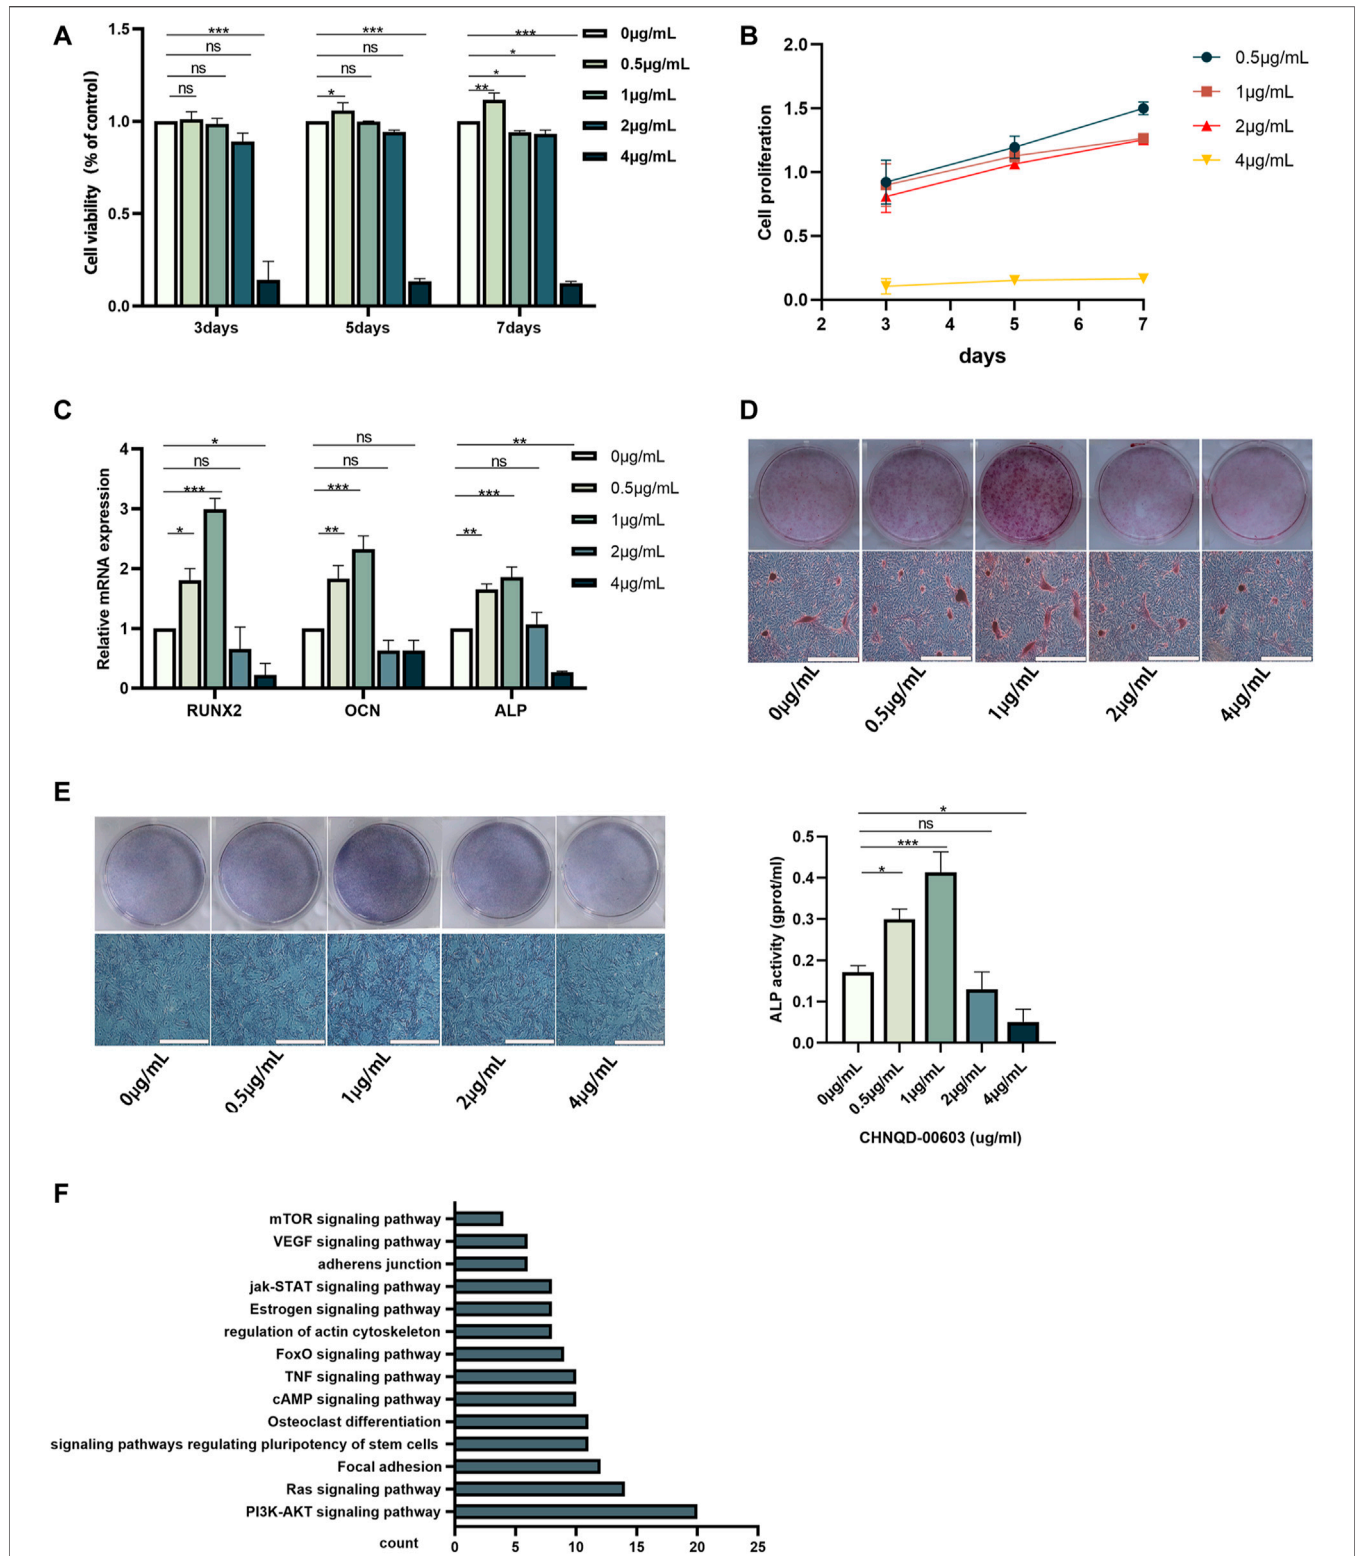 A
Cell viability (% of control)
1.5
1.0
0.5
0.0
***
ns
ns
ns
***
ns
ns
*
***
*
*
**
3days
5days
7days
0µg/mL
0.5µg/mL
1µg/mL
2µg/mL
4µg/mL
B
Cell proliferation
2.0
1.5
1.0
0.5
0.0
2 3 4 5 6 7
days
0.5µg/mL
1µg/mL
2µg/mL
4µg/mL
C
Relative mRNA expression
4
3
2
1
0
*
ns
***
*
ns
ns
***
**
**
ns
***
**
RUNX2
OCN
ALP
0µg/mL
0.5µg/mL
1µg/mL
2µg/mL
4µg/mL
D
0µg/mL
0.5µg/mL
1µg/mL
2µg/mL
4µg/mL
E
0µg/mL
0.5µg/mL
1µg/mL
2µg/mL
4µg/mL
ALP activity (gprot/ml)
0.5
0.4
0.3
0.2
0.1
0.0
*
ns
***
*
0µg/mL
0.5µg/mL
1µg/mL
2µg/mL
4µg/mL
CHNQD-00603 (ug/ml)
F
mTOR signaling pathway
VEGF signaling pathway
adherens junction
jak-STAT signaling pathway
Estrogen signaling pathway
regulation of actin cytoskeleton
FoxO signaling pathway
TNF signaling pathway
cAMP signaling pathway
Osteoclast differentiation
signaling pathways regulating pluripotency of stem cells
Focal adhesion
Ras signaling pathway
PI3K-AKT signaling pathway
count
0 5 10 15 20 25